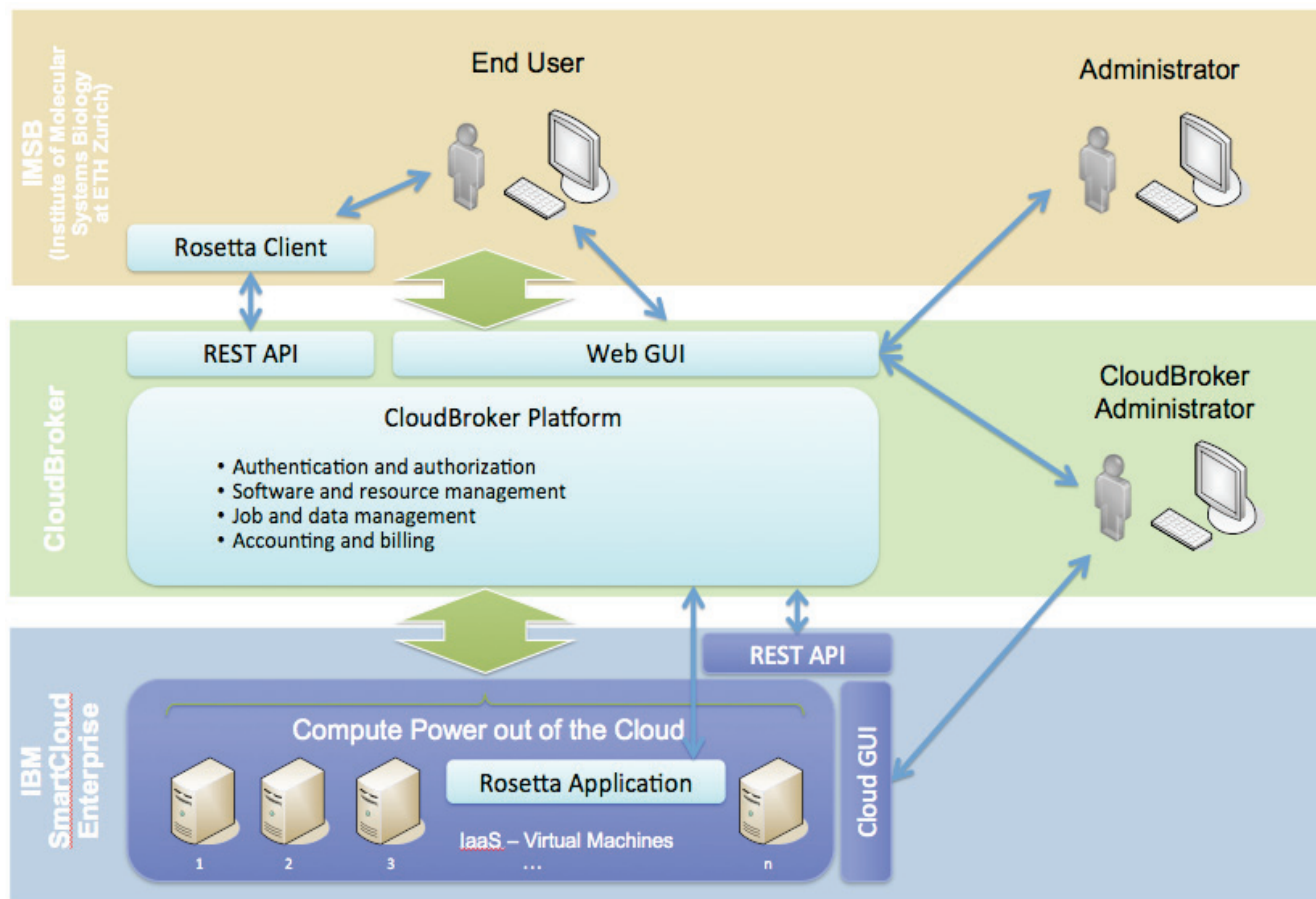 IMSB
(Institute of Molecular
Systems Biology
at ETH Zurich)
End User
Administrator
Rosetta Client
CloudBroker
REST API
Web GUI
CloudBroker Platform
• Authentication and authorization
• Software and resource management
• Job and data management
• Accounting and billing
CloudBroker
Administrator
IBM
SmartCloud
Enterprise
REST API
Cloud GUI
Compute Power out of the Cloud
Rosetta Application
IaaS – Virtual Machines
1 2 3 ... n